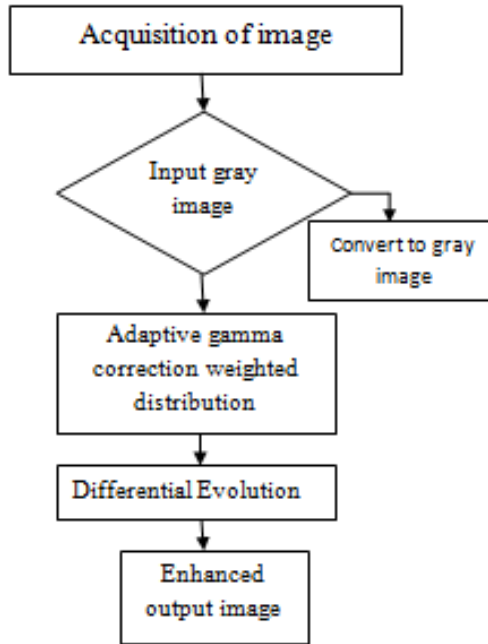 Acquisition of image
Input gray
image
Convert to gray
image
Adaptive gamma
correction weighted
distribution
Differential Evolution
Enhanced
output image